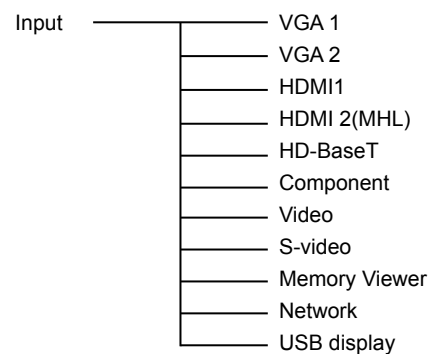 Input VGA 1
VGA 2
HDMI1
HDMI 2(MHL)
HD-BaseT
Component
Video
S-video
Memory Viewer
Network
USB display